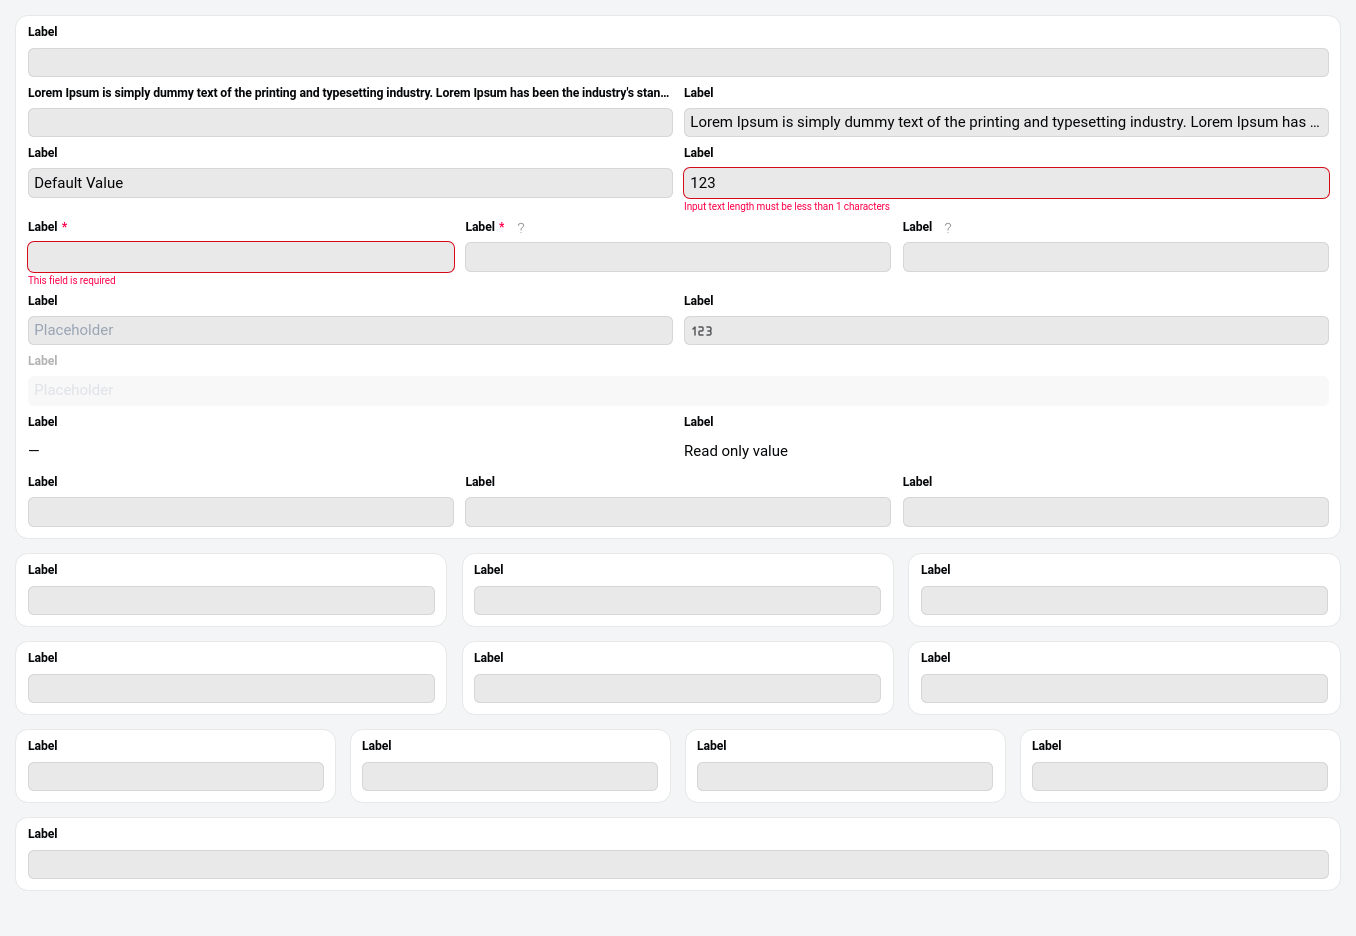 Label
Lorem Ipsum is simply dummy text of the printing and typesetting industry. Lorem Ipsum has been the industry's stan...
Label
Lorem Ipsum is simply dummy text of the printing and typesetting industry. Lorem Ipsum has ...
Label
Label
Default Value
123
Input text length must be less than 1 characters
Label *
Label * ?
Label ?
This field is required
Label
Label
Placeholder
123
Label
Placeholder
Label
Label
—
Read only value
Label
Label
Label
Label
Label
Label
Label
Label
Label
Label
Label
Label
Label
Label